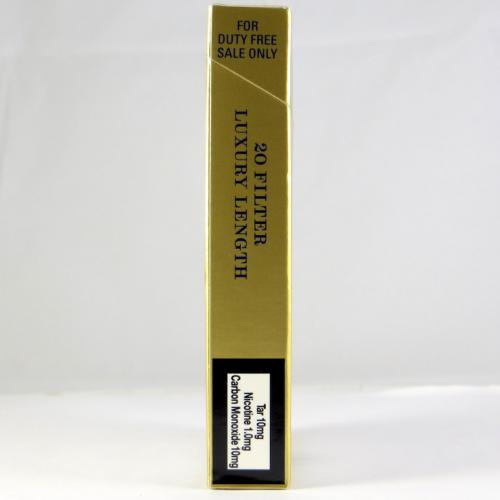 FOR
DUTY FREE
SALE ONLY
20 FILTER
LUXURY LENGTH
Tar 10mg
Nicotine 1.0mg
Carbon Monoxide 10mg